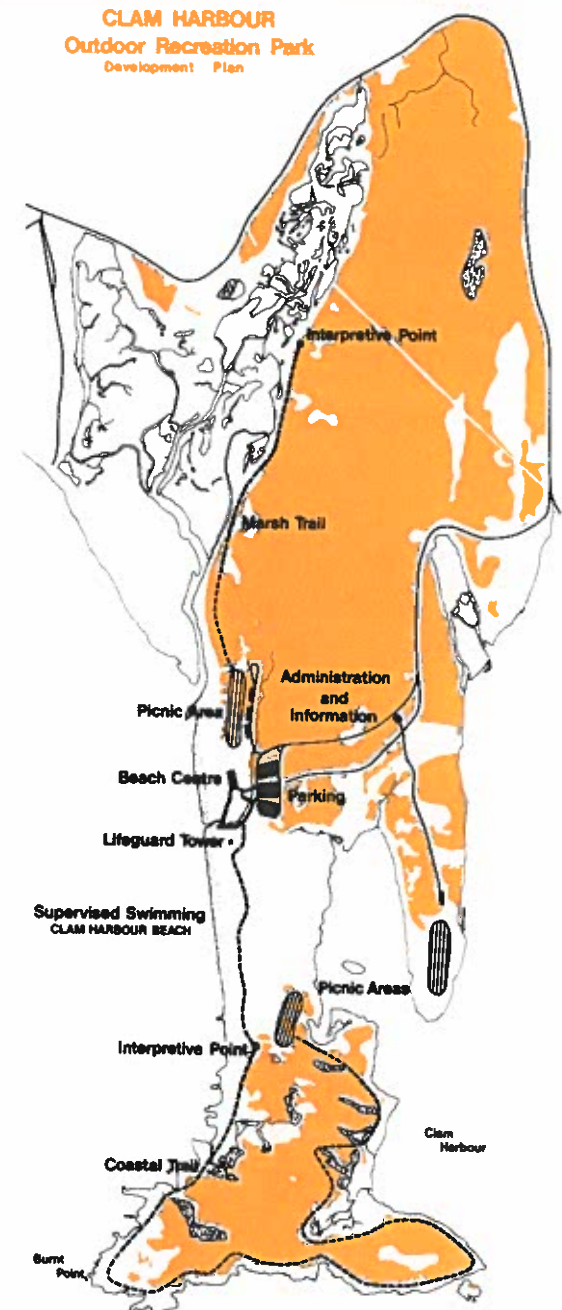 CLAM HARBOUR
Outdoor Recreation Park
Development Plan
Interpretive Point
Marsh Trail
Administration
and
Information
Picnic Area
Beach Centre
Parking
Lifeguard Tower
Supervised Swimming
CLAM HARBOUR BEACH
Picnic Areas
Interpretive Point
Clam
Harbour
Coastal Trail
Burnt
Point